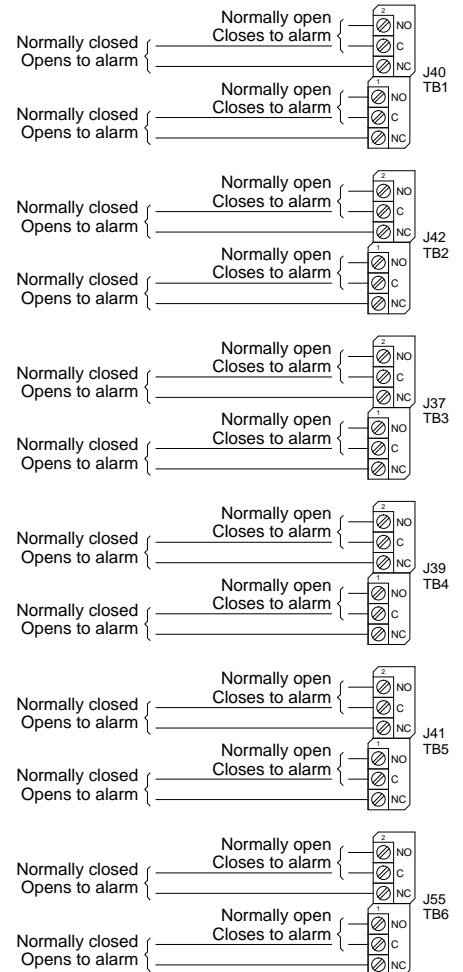 2
Normally open
NO
Closes to alarm
Normally closed
C
Opens to alarm
NC
J40
TB1
1
Normally open
NO
Closes to alarm
Normally closed
C
Opens to alarm
NC
2
Normally open
NO
Closes to alarm
Normally closed
C
Opens to alarm
NC
J42
TB2
1
Normally open
NO
Closes to alarm
Normally closed
C
Opens to alarm
NC
2
Normally open
NO
Closes to alarm
Normally closed
C
Opens to alarm
NC
J37
TB3
1
Normally open
NO
Closes to alarm
Normally closed
C
Opens to alarm
NC
2
Normally open
NO
Closes to alarm
Normally closed
C
Opens to alarm
NC
J39
TB4
1
Normally open
NO
Closes to alarm
Normally closed
C
Opens to alarm
NC
2
Normally open
NO
Closes to alarm
Normally closed
C
Opens to alarm
NC
J41
TB5
1
Normally open
NO
Closes to alarm
Normally closed
C
Opens to alarm
NC
2
Normally open
NO
Closes to alarm
Normally closed
C
Opens to alarm
NC
J55
TB6
1
Normally open
NO
Closes to alarm
Normally closed
C
Opens to alarm
NC